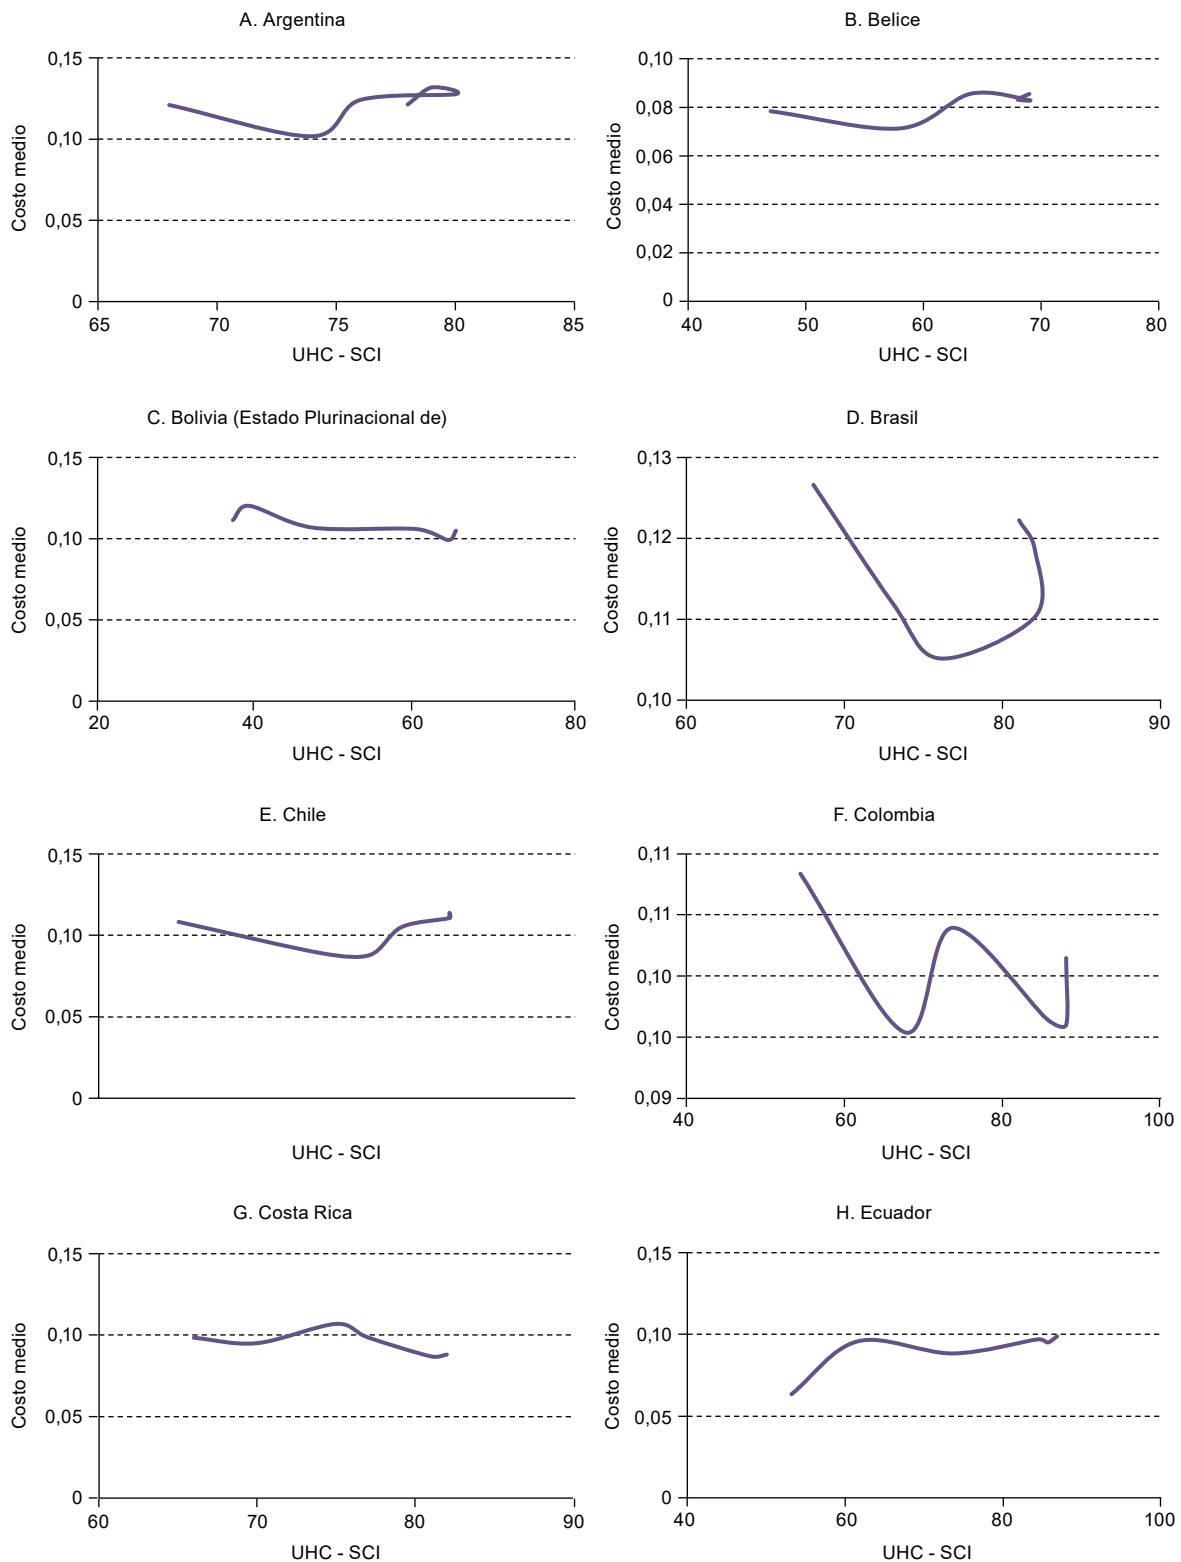 A. Argentina
0,15
0,10
0,05
0
65 70 75 80 85
Costo medio
UHC - SCI
B. Belice
0,10
0,08
0,06
0,04
0,02
0
40 50 60 70 80
Costo medio
UHC - SCI
C. Bolivia (Estado Plurinacional de)
0,15
0,10
0,05
0
20 40 60 80
Costo medio
UHC - SCI
D. Brasil
0,13
0,12
0,11
0,10
60 70 80 90
Costo medio
UHC - SCI
E. Chile
0,15
0,10
0,05
0
Costo medio
UHC - SCI
F. Colombia
0,11
0,11
0,10
0,10
0,09
40 60 80 100
Costo medio
UHC - SCI
G. Costa Rica
0,15
0,10
0,05
0
60 70 80 90
Costo medio
UHC - SCI
H. Ecuador
0,15
0,10
0,05
0
40 60 80 100
Costo medio
UHC - SCI